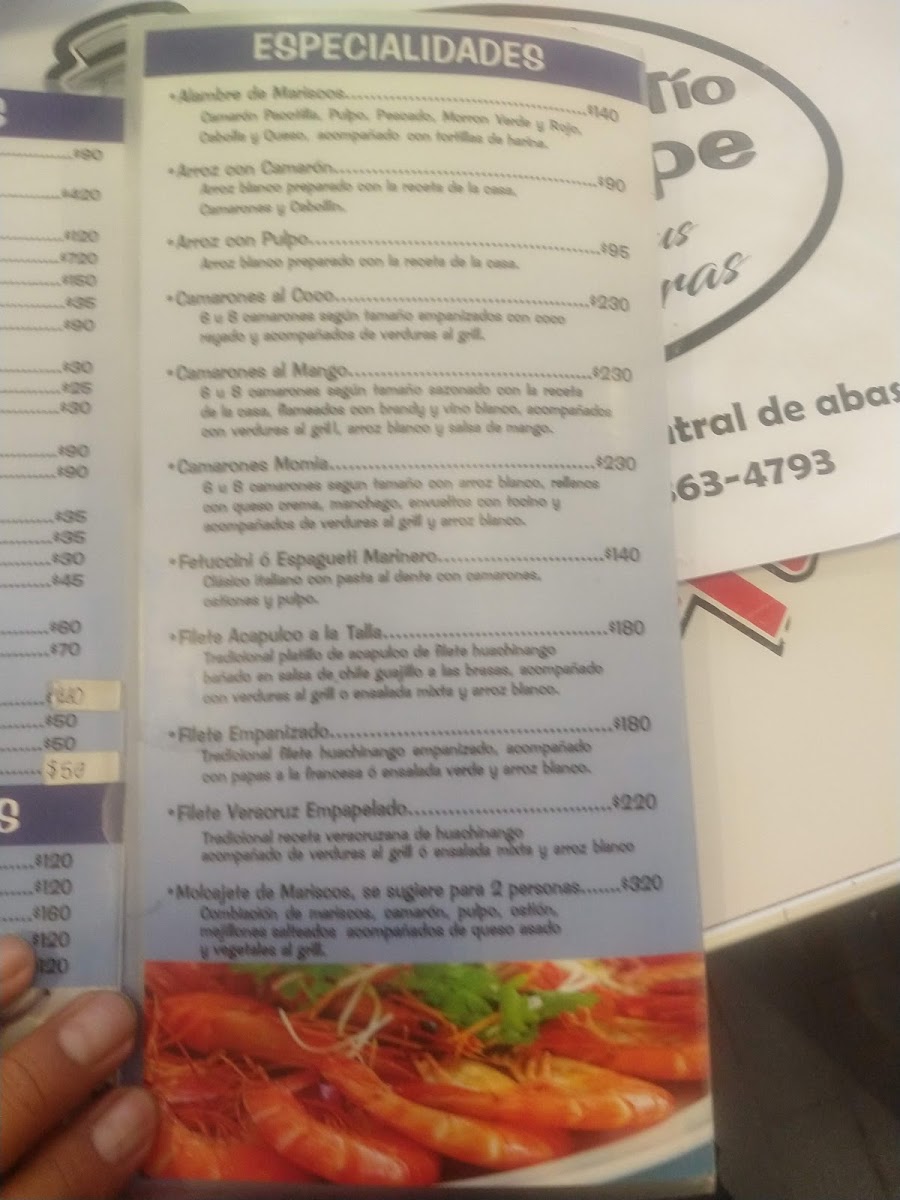 ESPECIALIDADES
•Alambre de Mariscos.....$140
Camarón Pacotilla, Pulpo, Pescado, Morron Verde y Rojo,
Cebolla y Queso, acompañado con tortillas de harina.
•Arroz con Camarón.....$90
Arroz blanco preparado con la receta de la casa,
Camarones y Cebollín.
•Arroz con Pulpo.....$95
Arroz blanco preparado con la receta de la casa.
•Camarones al Coco.....$230
6 u 8 camarones según tamaño empanizados con coco
rayado y acompañados de verduras al grill.
•Camarones al Mango.....$230
6 u 8 camarones según tamaño sazonado con la receta
de la casa, flameados con brandy y vino blanco, acompañados
con verduras al grill, arroz blanco y salsa de mango.
•Camarones Momia.....$230
6 u 8 camarones segun tamaño con arroz blanco, rellenos
con queso crema, manchego, envueltos con tocino y
acompañados de verduras al grill y arroz blanco.
•Fetuccini ó Espagueti Marinero.....$140
Clásico italiano con pasta al dente con camarones,
ostiones y pulpo.
•Filete Acapulco a la Talla.....$180
Tradicional platillo de acapulco de filete huachinango
bañado en salsa de chile guajillo a las brasas, acompañado
con verduras al grill o ensalada mixta y arroz blanco.
•Filete Empanizado.....$180
Tradicional filete huachinango empanizado, acompañado
con papas a la francesa ó ensalada verde y arroz blanco.
•Filete Veracruz Empapelado.....$220
Tradicional receta veracruzana de huachinango
acompañado de verduras al grill ó ensalada mixta y arroz blanco
•Molcajete de Mariscos, se sugiere para 2 personas.....$320
Combiación de mariscos, camarón, pulpo, ostión,
mejillones salteados acompañados de queso asado
y vegetales al grill.
S
$90
$420
$120
$720
$150
$35
$90
$30
$25
$30
$90
$90
$35
$35
$30
$45
$60
$70
$50
$50
$50
S
$120
$120
$160
$120
$120
Tío
pe
us
ras
ntral de abas
363-4793